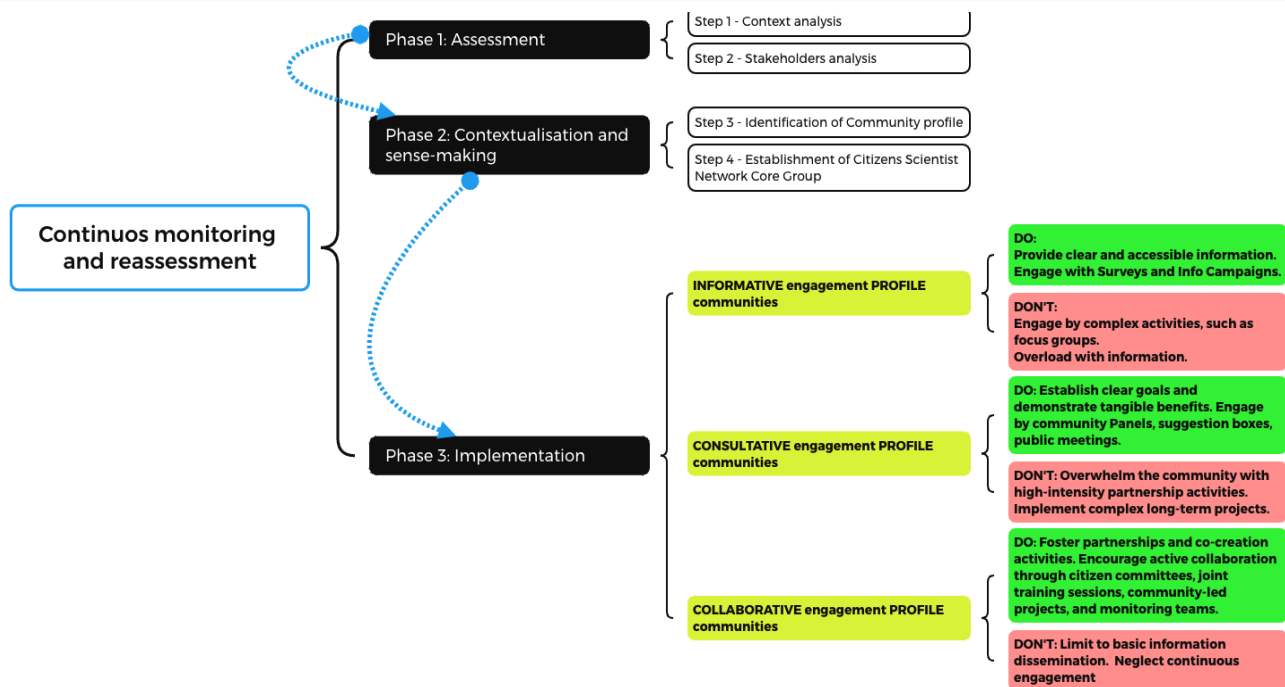 Continuos monitoring
and reassessment
Phase 1: Assessment
Step 1 - Context analysis
Step 2 - Stakeholders analysis
Phase 2: Contextualisation and
sense-making
Step 3 - Identification of Community profile
Step 4 - Establishment of Citizens Scientist
Network Core Group
Phase 3: Implementation
INFORMATIVE engagement PROFILE
communities
DO:
Provide clear and accessible information.
Engage with Surveys and Info Campaigns.
DON'T:
Engage by complex activities, such as
focus groups.
Overload with information.
CONSULTATIVE engagement PROFILE
communities
DO: Establish clear goals and
demonstrate tangible benefits. Engage
by community Panels, suggestion boxes,
public meetings.
DON'T: Overwhelm the community with
high-intensity partnership activities.
Implement complex long-term projects.
COLLABORATIVE engagement PROFILE
communities
DO: Foster partnerships and co-creation
activities. Encourage active collaboration
through citizen committees, joint
training sessions, community-led
projects, and monitoring teams.
DON'T: Limit to basic information
dissemination. Neglect continuous
engagement